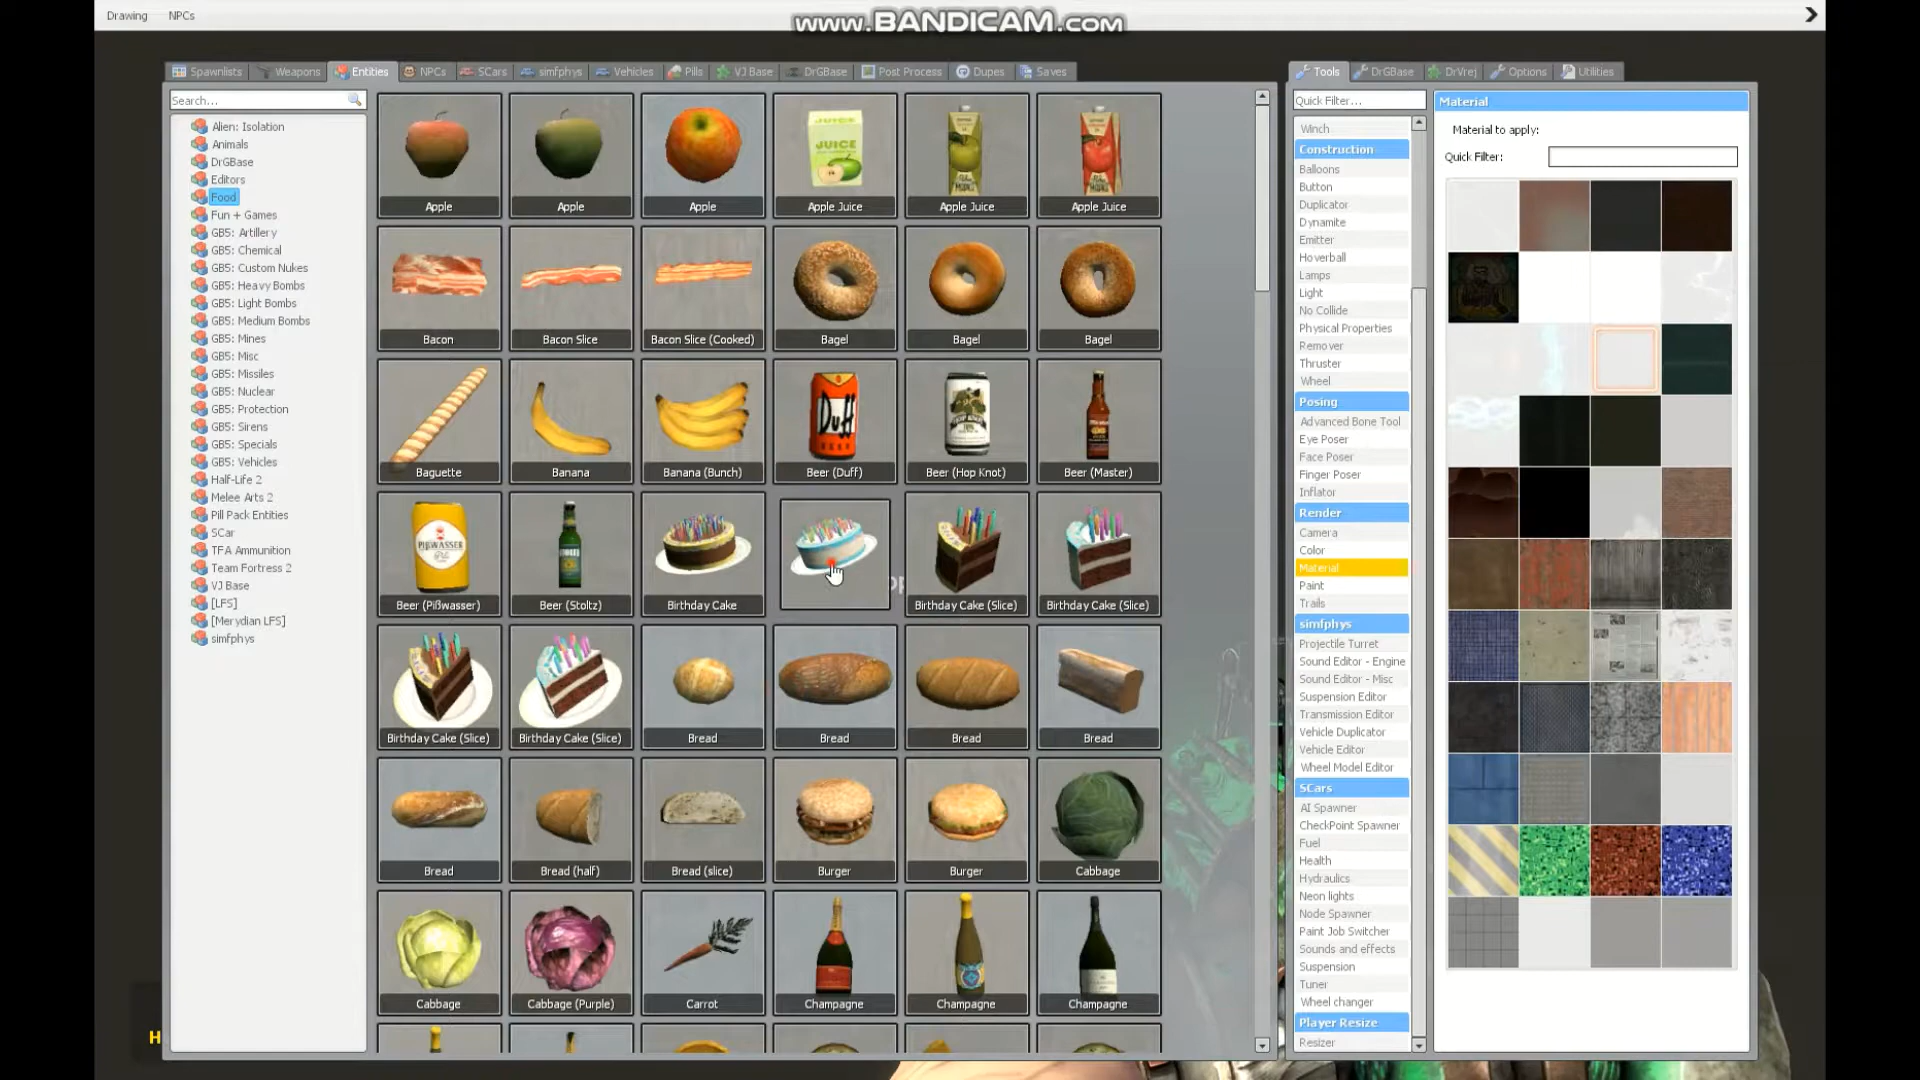 Drawing NPCs
www.BANDICAM.com
Spawnlists Weapons Entities NPCs SCars simfphys Vehicles Pills VJ Base DrGBase Post Process Dupes Saves
Tools DrGBase DrVrej Options Utilities
Search...
Alien: Isolation
Animals
DrGBase
Editors
Food
Fun + Games
GB5: Artillery
GB5: Chemical
GB5: Custom Nukes
GB5: Heavy Bombs
GB5: Light Bombs
GB5: Medium Bombs
GB5: Mines
GB5: Misc
GB5: Missiles
GB5: Nuclear
GB5: Protection
GB5: Sirens
GB5: Specials
GB5: Vehicles
Half-Life 2
Melee Arts 2
Pill Pack Entities
SCar
TFA Ammunition
Team Fortress 2
VJ Base
[LFS]
[Merydian LFS]
simfphys
JUICE
Apple Apple Apple Apple Juice Apple Juice Apple Juice
Bacon Bacon Slice Bacon Slice (Cooked) Bagel Bagel Bagel
Duff
BEER
Baguette Banana Banana (Bunch) Beer (Duff) Beer (Hop Knot) Beer (Master)
PIßWASSER
Beer (Pißwasser) Beer (Stoltz) Birthday Cake Birthday Cake (Slice) Birthday Cake (Slice)
Birthday Cake (Slice) Birthday Cake (Slice) Bread Bread Bread Bread
Bread Bread (half) Bread (slice) Burger Burger Cabbage
Cabbage Cabbage (Purple) Carrot Champagne Champagne Champagne
H
Quick Filter...
Winch
Construction
Balloons
Button
Duplicator
Dynamite
Emitter
Hoverball
Lamps
Light
No Collide
Physical Properties
Remover
Thruster
Wheel
Posing
Advanced Bone Tool
Eye Poser
Face Poser
Finger Poser
Inflator
Render
Camera
Color
Material
Paint
Trails
simfphys
Projectile Turret
Sound Editor - Engine
Sound Editor - Misc
Suspension Editor
Transmission Editor
Vehicle Duplicator
Vehicle Editor
Wheel Model Editor
SCars
AI Spawner
CheckPoint Spawner
Fuel
Health
Hydraulics
Neon lights
Node Spawner
Paint Job Switcher
Sounds and effects
Suspension
Tuner
Wheel changer
Player Resize
Resizer
Material
Material to apply:
Quick Filter: